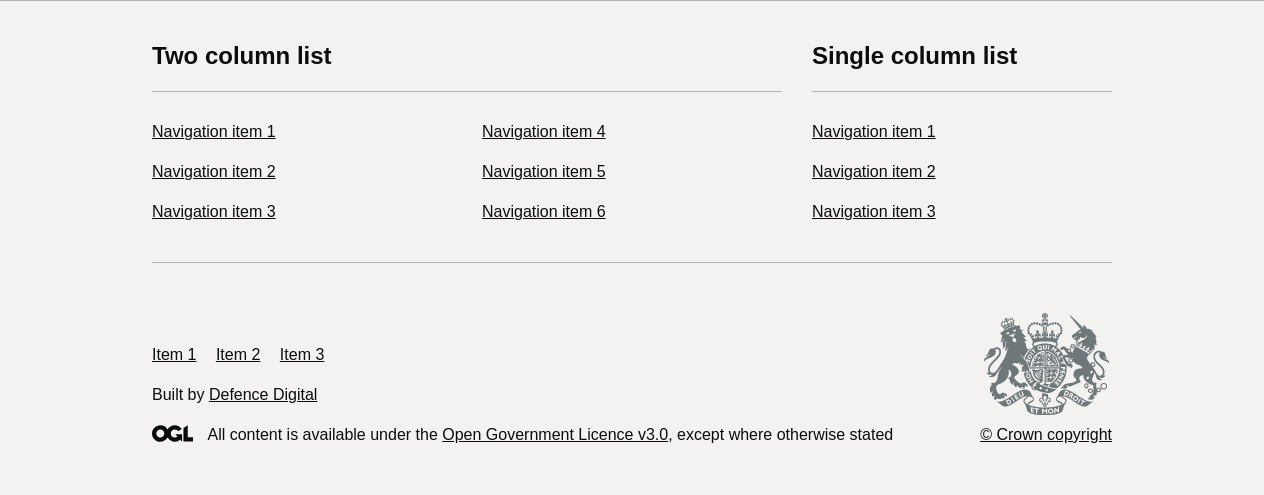 Two column list
Single column list
Navigation item 1
Navigation item 4
Navigation item 1
Navigation item 2
Navigation item 5
Navigation item 2
Navigation item 3
Navigation item 6
Navigation item 3
Item 1 Item 2 Item 3
Built by Defence Digital
DIEU ET MON DROIT
OGL All content is available under the Open Government Licence v3.0, except where otherwise stated
© Crown copyright